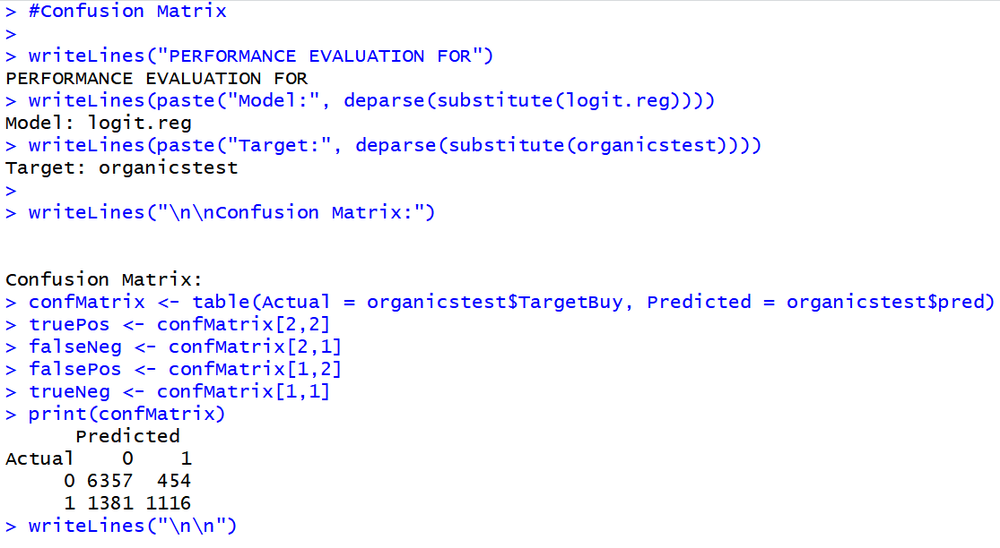 > #Confusion Matrix
>
> writeLines("PERFORMANCE EVALUATION FOR")
PERFORMANCE EVALUATION FOR
> writeLines(paste("Model:", deparse(substitute(logit.reg))))
Model: logit.reg
> writeLines(paste("Target:", deparse(substitute(organicstest))))
Target: organicstest
>
> writeLines("\n\nConfusion Matrix:")
Confusion Matrix:
> confMatrix <- table(Actual = organicstest$TargetBuy, Predicted = organicstest$pred)
> truePos <- confMatrix[2,2]
> falseNeg <- confMatrix[2,1]
> falsePos <- confMatrix[1,2]
> trueNeg <- confMatrix[1,1]
> print(confMatrix)
      Predicted
Actual    0    1
     0 6357  454
     1 1381 1116
> writeLines("\n\n")